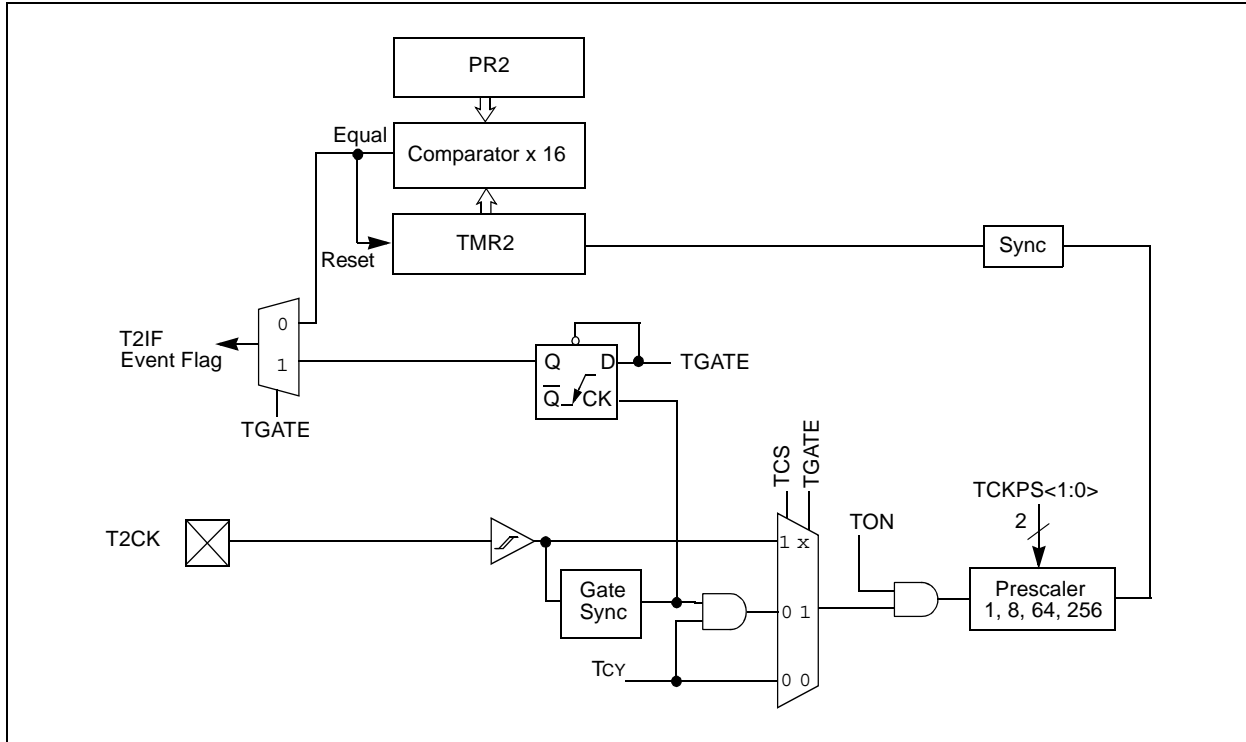 PR2
Equal
Comparator x 16
TMR2
Reset
Sync
0
1
T2IF
Event Flag
TGATE
Q
D
Q̅
CK
TGATE
TCS
TGATE
TCKPS<1:0>
2
TON
T2CK
1 x
Gate
Sync
0 1
Prescaler
1, 8, 64, 256
TCY
0 0